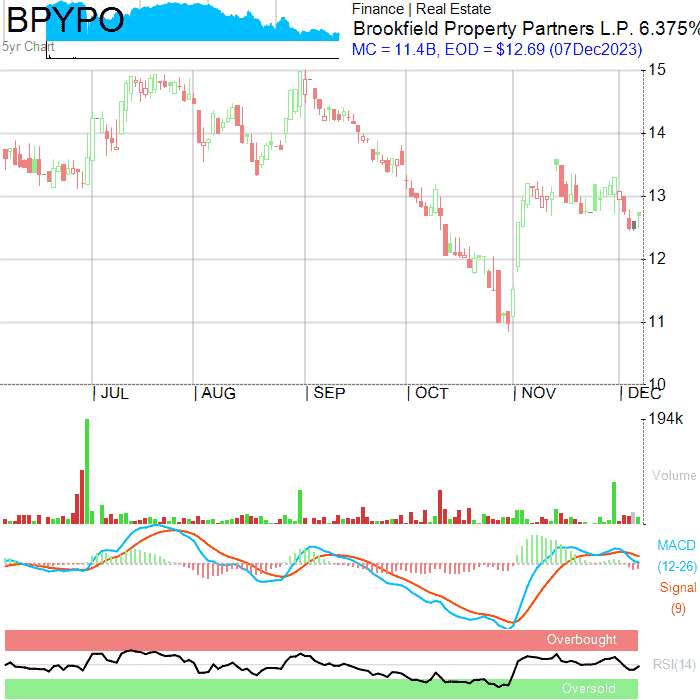 BPYPO
5yr Chart
Finance | Real Estate
Brookfield Property Partners L.P. 6.375%
MC = 11.4B, EOD = $12.69 (07Dec2023)
15
14
13
12
11
10
JUL AUG SEP OCT NOV DEC
194k
Volume
MACD
(12-26)
Signal
(9)
Overbought
RSI(14)
Oversold